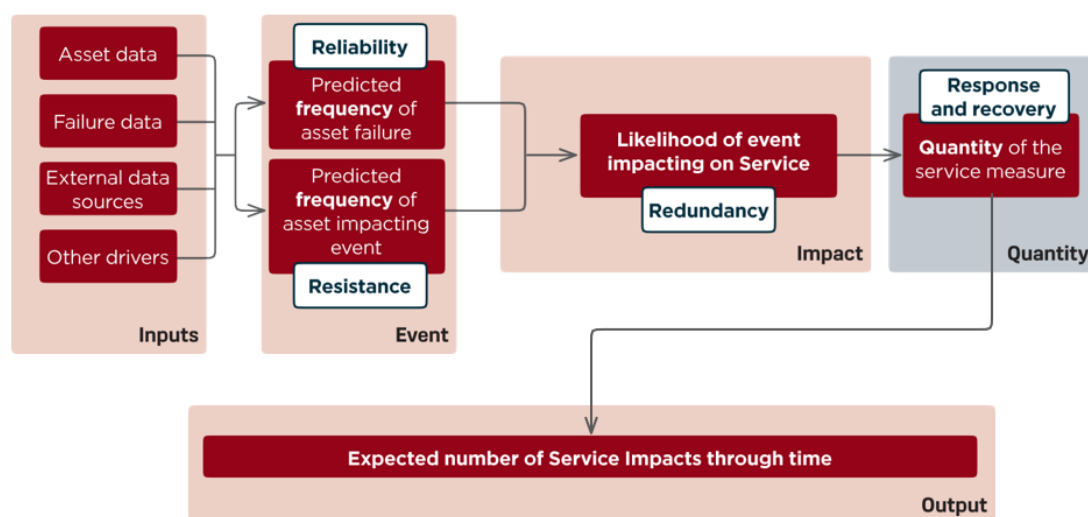 Asset data
Failure data
External data
sources
Other drivers
Inputs
Reliability
Predicted
frequency of
asset failure
Predicted
frequency of
asset impacting
event
Resistance
Event
Likelihood of event
impacting on Service
Redundancy
Impact
Response
and recovery
Quantity of the
service measure
Quantity
Expected number of Service Impacts through time
Output